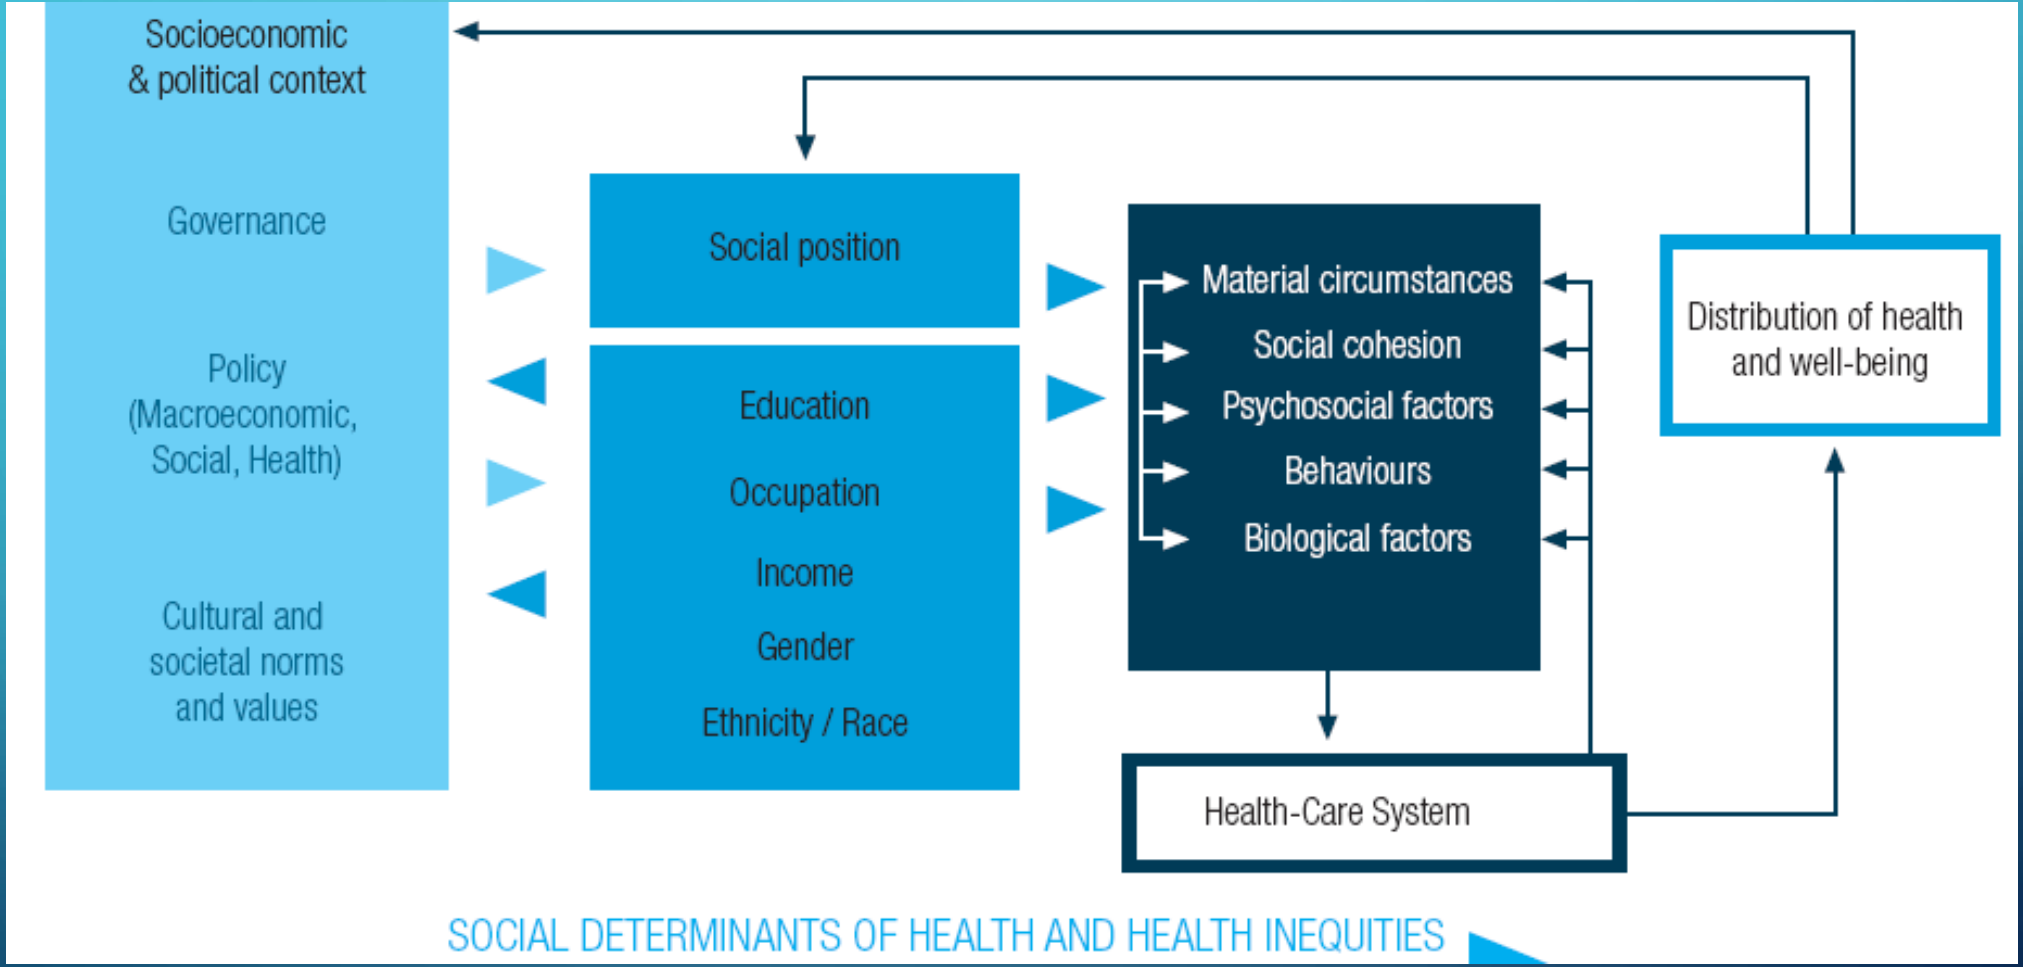 Socioeconomic
& political context
Governance
Policy
(Macroeconomic,
Social, Health)
Cultural and
societal norms
and values
Social position
Education
Occupation
Income
Gender
Ethnicity / Race
Material circumstances
Social cohesion
Psychosocial factors
Behaviours
Biological factors
Health-Care System
Distribution of health
and well-being
SOCIAL DETERMINANTS OF HEALTH AND HEALTH INEQUITIES